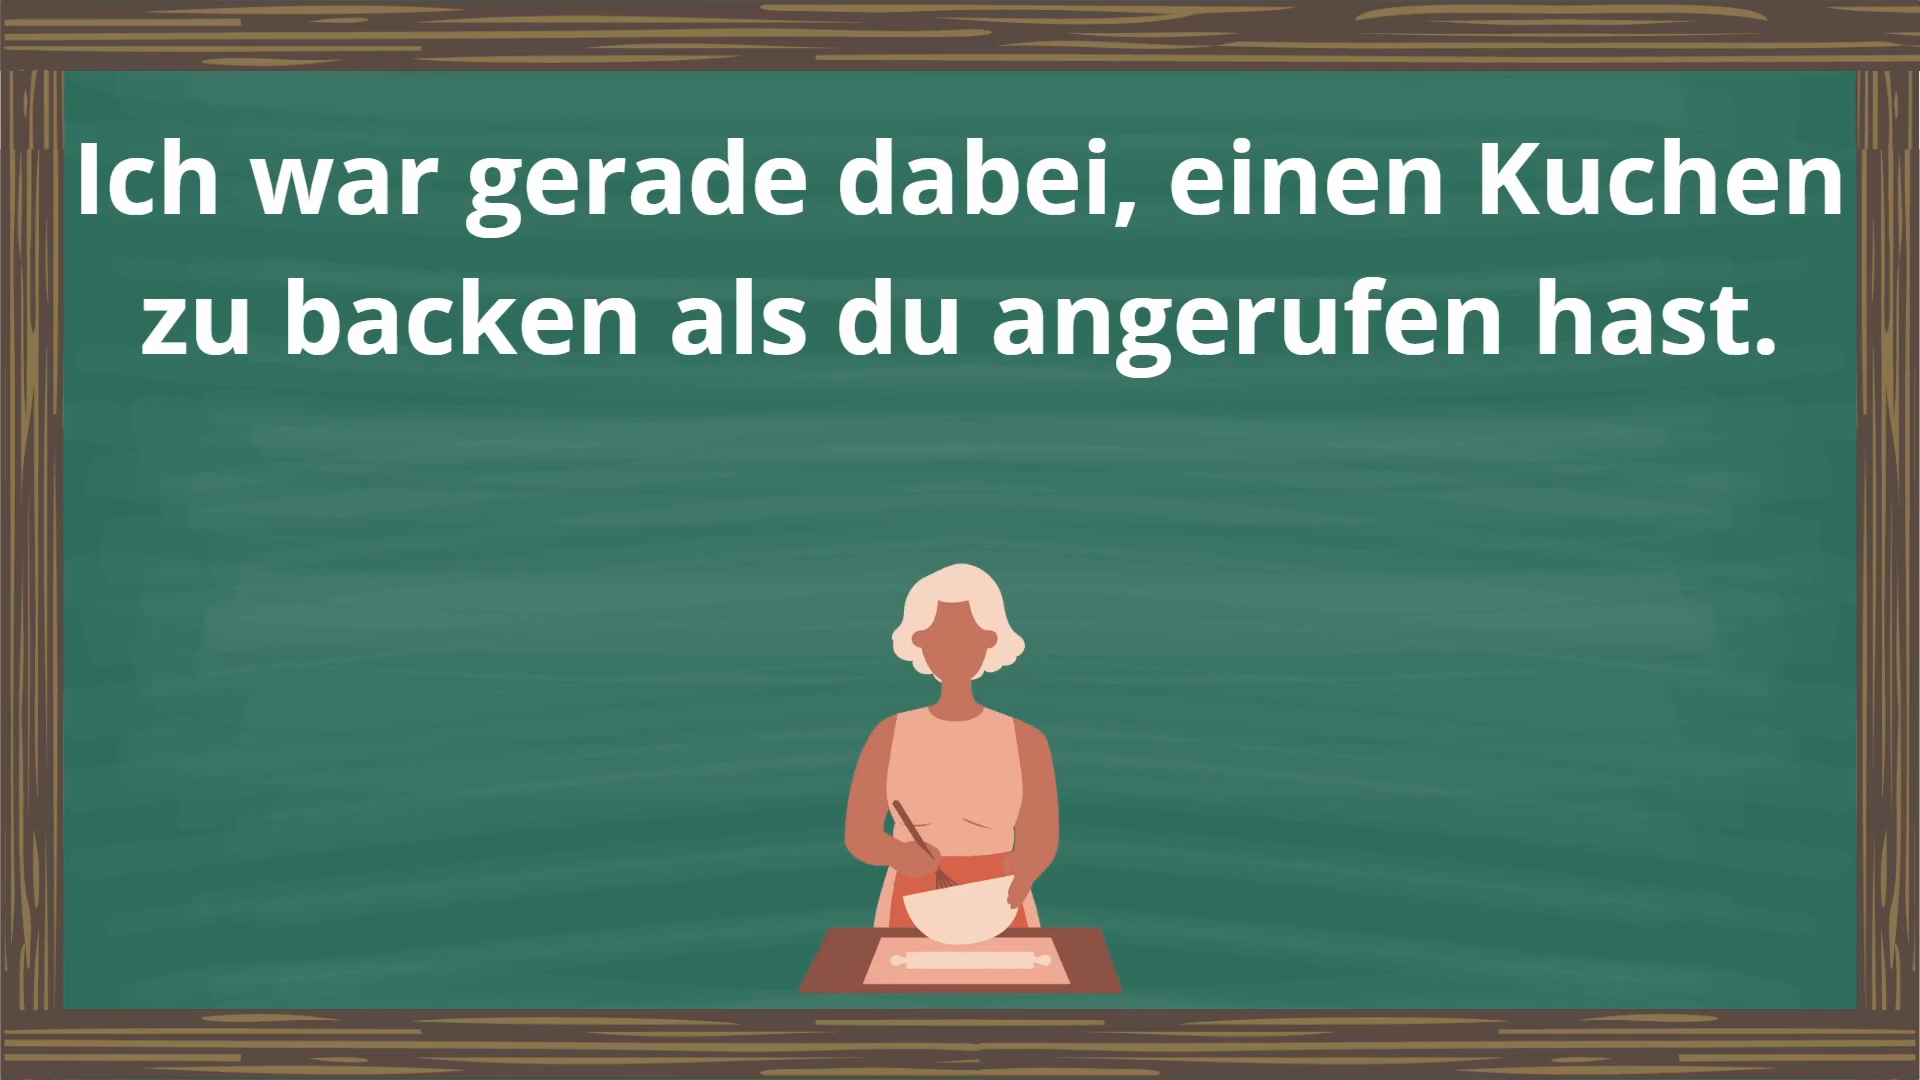 Ich war gerade dabei, einen Kuchen
zu backen als du angerufen hast.